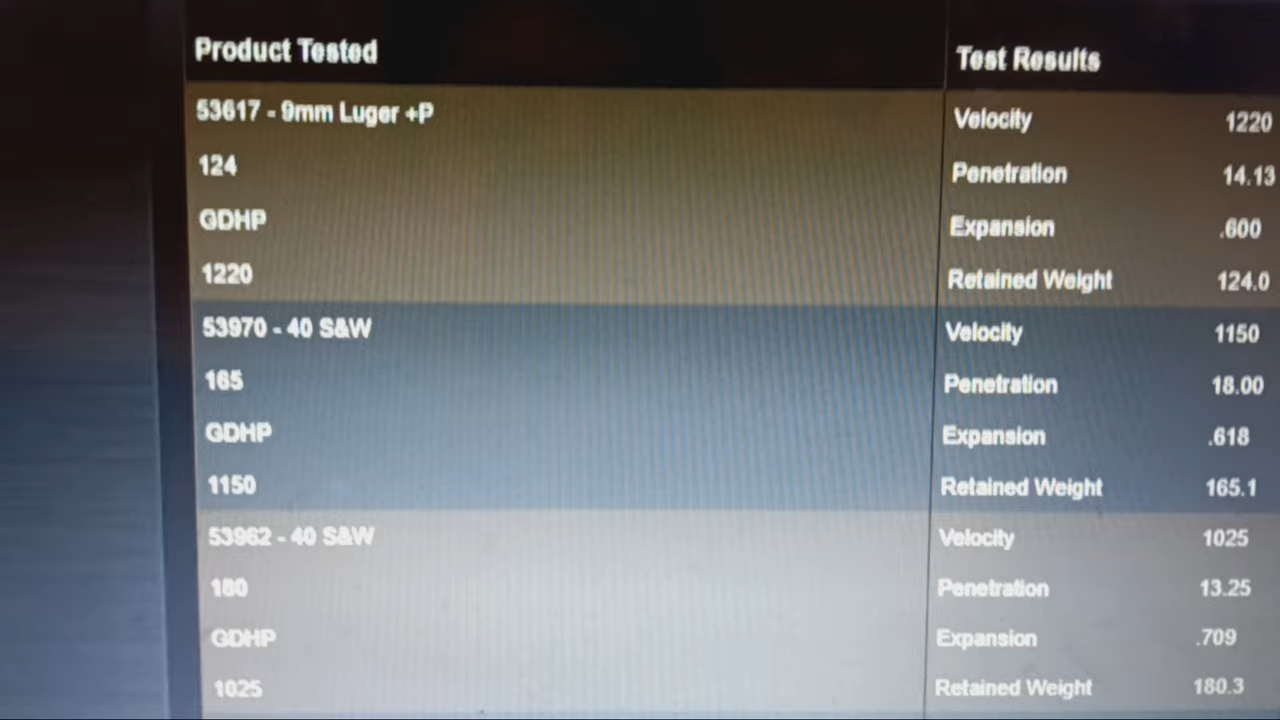 Product Tested Test Results
53617 - 9mm Luger +P Velocity 1220
124 Penetration 14.13
GDHP Expansion .600
1220 Retained Weight 124.0
53970 - 40 S&W Velocity 1150
165 Penetration 18.00
GDHP Expansion .618
1150 Retained Weight 165.1
53962 - 40 S&W Velocity 1025
180 Penetration 13.25
GDHP Expansion .709
1025 Retained Weight 180.3